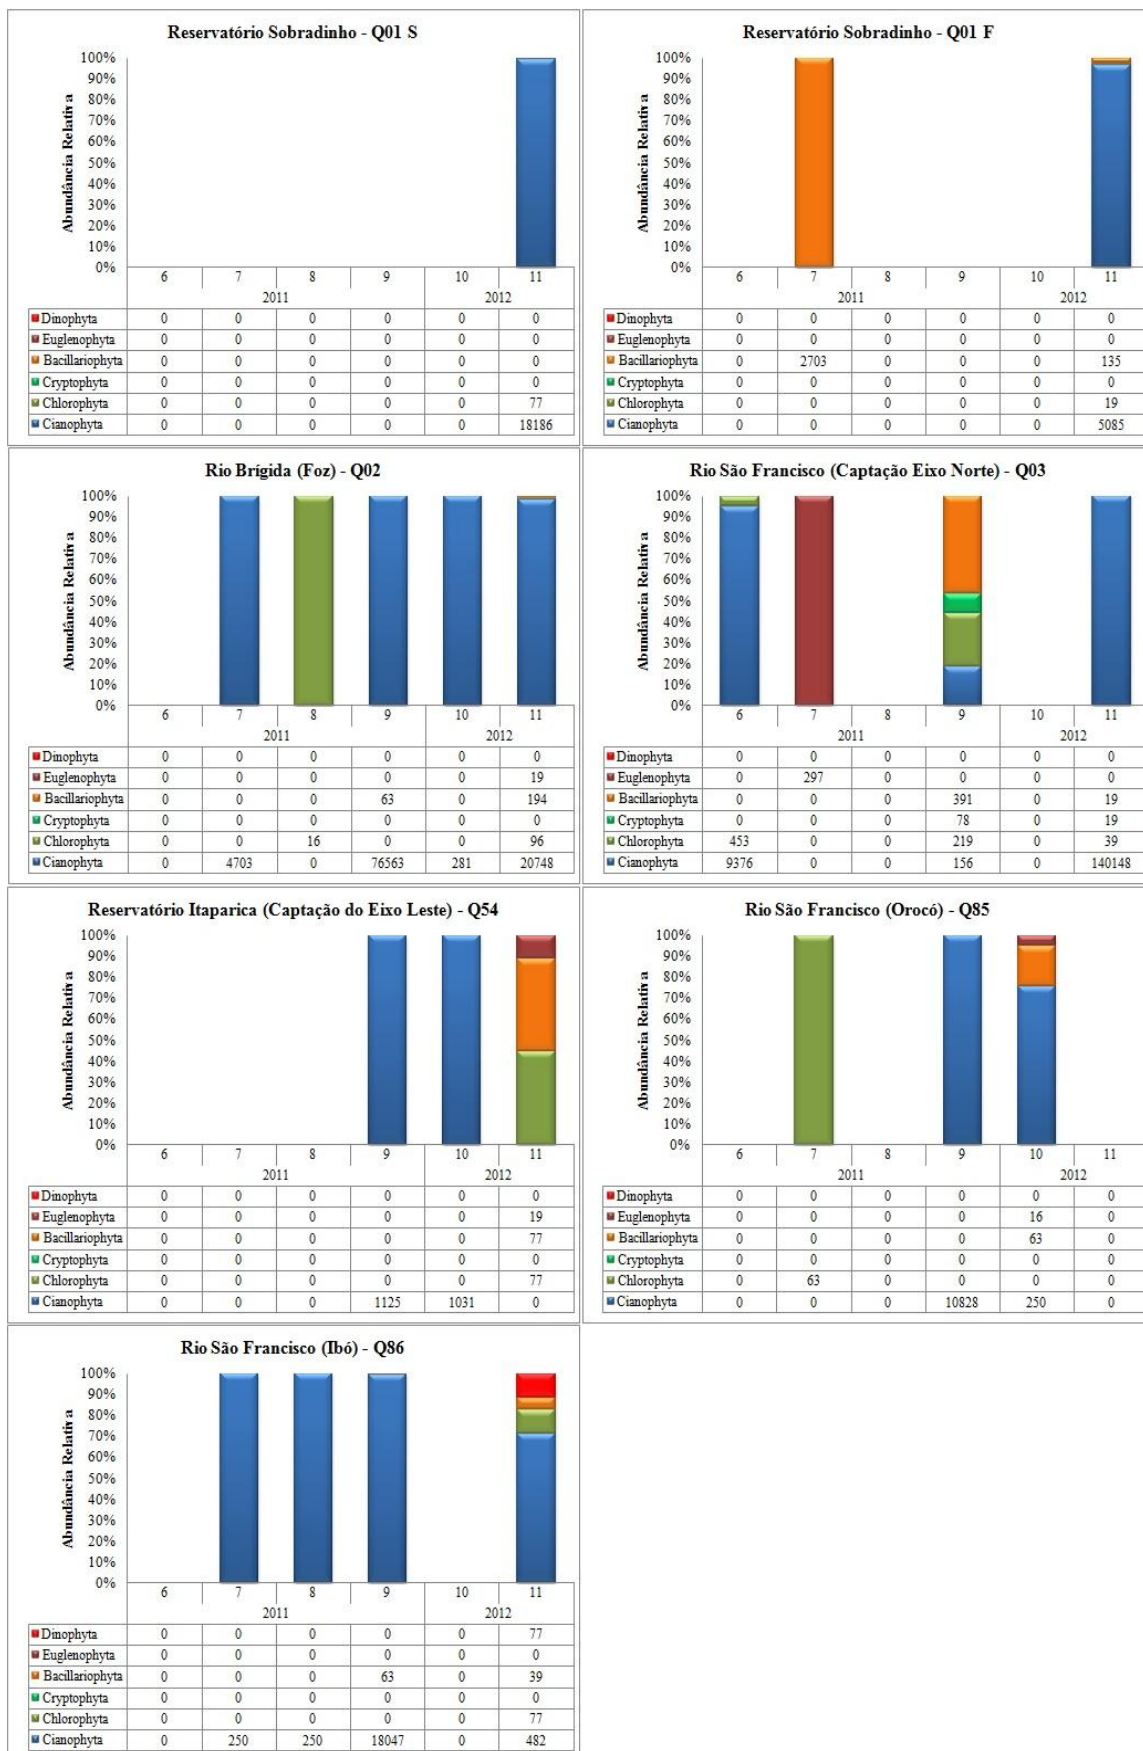 Reservatório Sobradinho - Q01 S
Abundância Relativa
100%
90%
80%
70%
60%
50%
40%
30%
20%
10%
0%
6 7 8 9 10 11
2011 2012
Dinophyta 0 0 0 0 0 0
Euglenophyta 0 0 0 0 0 0
Bacillariophyta 0 0 0 0 0 0
Cryptophyta 0 0 0 0 0 0
Chlorophyta 0 0 0 0 0 77
Cianophyta 0 0 0 0 0 18186
Reservatório Sobradinho - Q01 F
Abundância Relativa
100%
90%
80%
70%
60%
50%
40%
30%
20%
10%
0%
6 7 8 9 10 11
2011 2012
Dinophyta 0 0 0 0 0 0
Euglenophyta 0 0 0 0 0 0
Bacillariophyta 0 2703 0 0 0 135
Cryptophyta 0 0 0 0 0 0
Chlorophyta 0 0 0 0 0 19
Cianophyta 0 0 0 0 0 5085
Rio Brígida (Foz) - Q02
Abundância Relativa
100%
90%
80%
70%
60%
50%
40%
30%
20%
10%
0%
6 7 8 9 10 11
2011 2012
Dinophyta 0 0 0 0 0 0
Euglenophyta 0 0 0 0 0 19
Bacillariophyta 0 0 0 63 0 194
Cryptophyta 0 0 0 0 0 0
Chlorophyta 0 0 16 0 0 96
Cianophyta 0 4703 0 76563 281 20748
Rio São Francisco (Captação Eixo Norte) - Q03
Abundância Relativa
100%
90%
80%
70%
60%
50%
40%
30%
20%
10%
0%
6 7 8 9 10 11
2011 2012
Dinophyta 0 0 0 0 0 0
Euglenophyta 0 297 0 0 0 0
Bacillariophyta 0 0 0 391 0 19
Cryptophyta 0 0 0 78 0 19
Chlorophyta 453 0 0 219 0 39
Cianophyta 9376 0 0 156 0 140148
Reservatório Itaparica (Captação do Eixo Leste) - Q54
Abundância Relativa
100%
90%
80%
70%
60%
50%
40%
30%
20%
10%
0%
6 7 8 9 10 11
2011 2012
Dinophyta 0 0 0 0 0 0
Euglenophyta 0 0 0 0 0 19
Bacillariophyta 0 0 0 0 0 77
Cryptophyta 0 0 0 0 0 0
Chlorophyta 0 0 0 0 0 77
Cianophyta 0 0 0 1125 1031 0
Rio São Francisco (Orocó) - Q85
Abundância Relativa
100%
90%
80%
70%
60%
50%
40%
30%
20%
10%
0%
6 7 8 9 10 11
2011 2012
Dinophyta 0 0 0 0 0 0
Euglenophyta 0 0 0 0 16 0
Bacillariophyta 0 0 0 0 63 0
Cryptophyta 0 0 0 0 0 0
Chlorophyta 0 63 0 0 0 0
Cianophyta 0 0 0 10828 250 0
Rio São Francisco (Ibó) - Q86
Abundância Relativa
100%
90%
80%
70%
60%
50%
40%
30%
20%
10%
0%
6 7 8 9 10 11
2011 2012
Dinophyta 0 0 0 0 0 77
Euglenophyta 0 0 0 0 0 0
Bacillariophyta 0 0 0 63 0 39
Cryptophyta 0 0 0 0 0 0
Chlorophyta 0 0 0 0 0 77
Cianophyta 0 250 250 18047 0 482